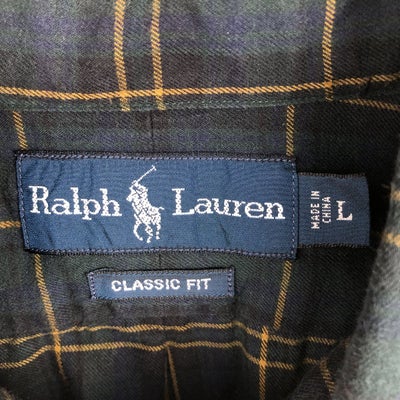 Ralph Lauren
MADE IN
CHINA
L
CLASSIC FIT